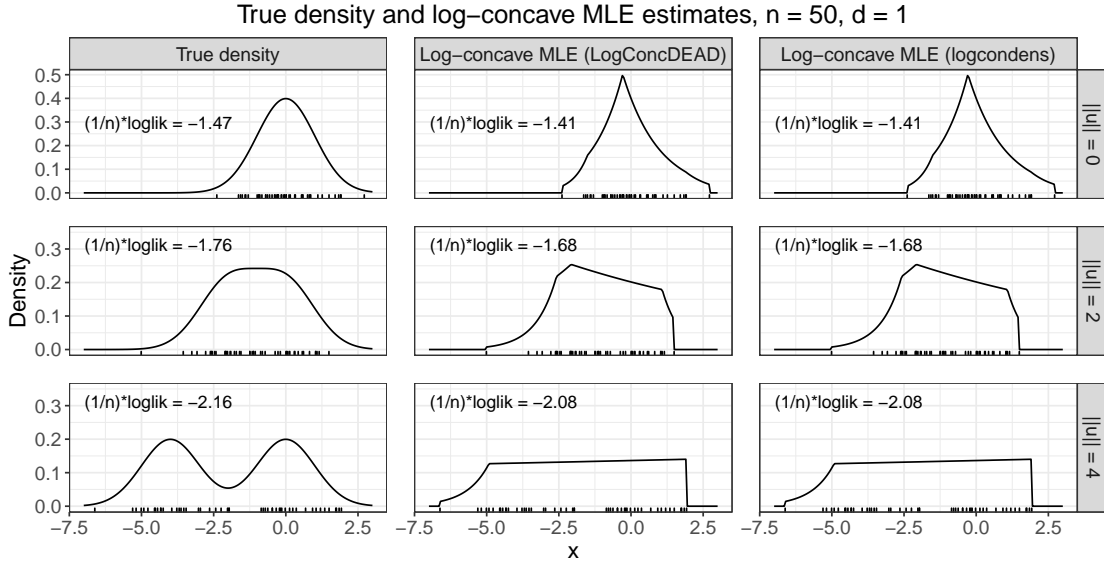 True density and log−concave MLE estimates, n = 50, d = 1
True density
Log−concave MLE (LogConcDEAD)
Log−concave MLE (logcondens)
Density
0.5
0.4
0.3
0.2
0.1
0.0
(1/n)*loglik = −1.47
(1/n)*loglik = −1.41
(1/n)*loglik = −1.41
||u|| = 0
0.3
0.2
0.1
0.0
(1/n)*loglik = −1.76
(1/n)*loglik = −1.68
(1/n)*loglik = −1.68
||u|| = 2
0.3
0.2
0.1
0.0
(1/n)*loglik = −2.16
(1/n)*loglik = −2.08
(1/n)*loglik = −2.08
||u|| = 4
−7.5 −5.0 −2.5 0.0 2.5
−7.5 −5.0 −2.5 0.0 2.5
−7.5 −5.0 −2.5 0.0 2.5
x